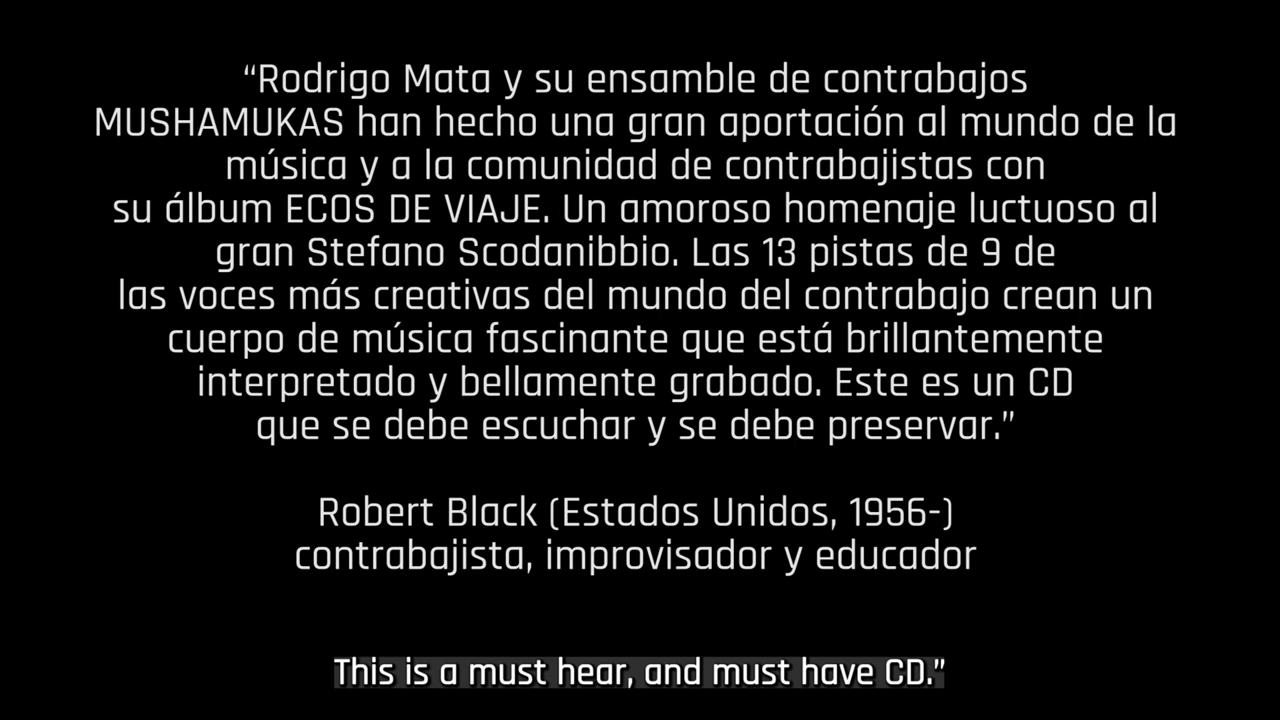 “Rodrigo Mata y su ensamble de contrabajos
MUSHAMUKAS han hecho una gran aportación al mundo de la
música y a la comunidad de contrabajistas con
su álbum ECOS DE VIAJE. Un amoroso homenaje luctuoso al
gran Stefano Scodanibbio. Las 13 pistas de 9 de
las voces más creativas del mundo del contrabajo crean un
cuerpo de música fascinante que está brillantemente
interpretado y bellamente grabado. Este es un CD
que se debe escuchar y se debe preservar.”
Robert Black (Estados Unidos, 1956-)
contrabajista, improvisador y educador
This is a must hear, and must have CD.”